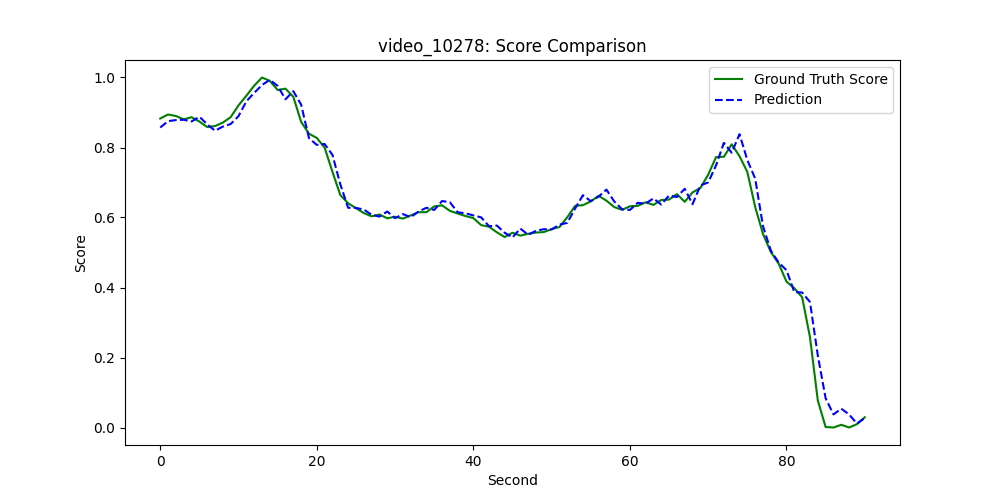 video_10278: Score Comparison
Ground Truth Score
Prediction
Score
1.0
0.8
0.6
0.4
0.2
0.0
0 20 40 60 80
Second